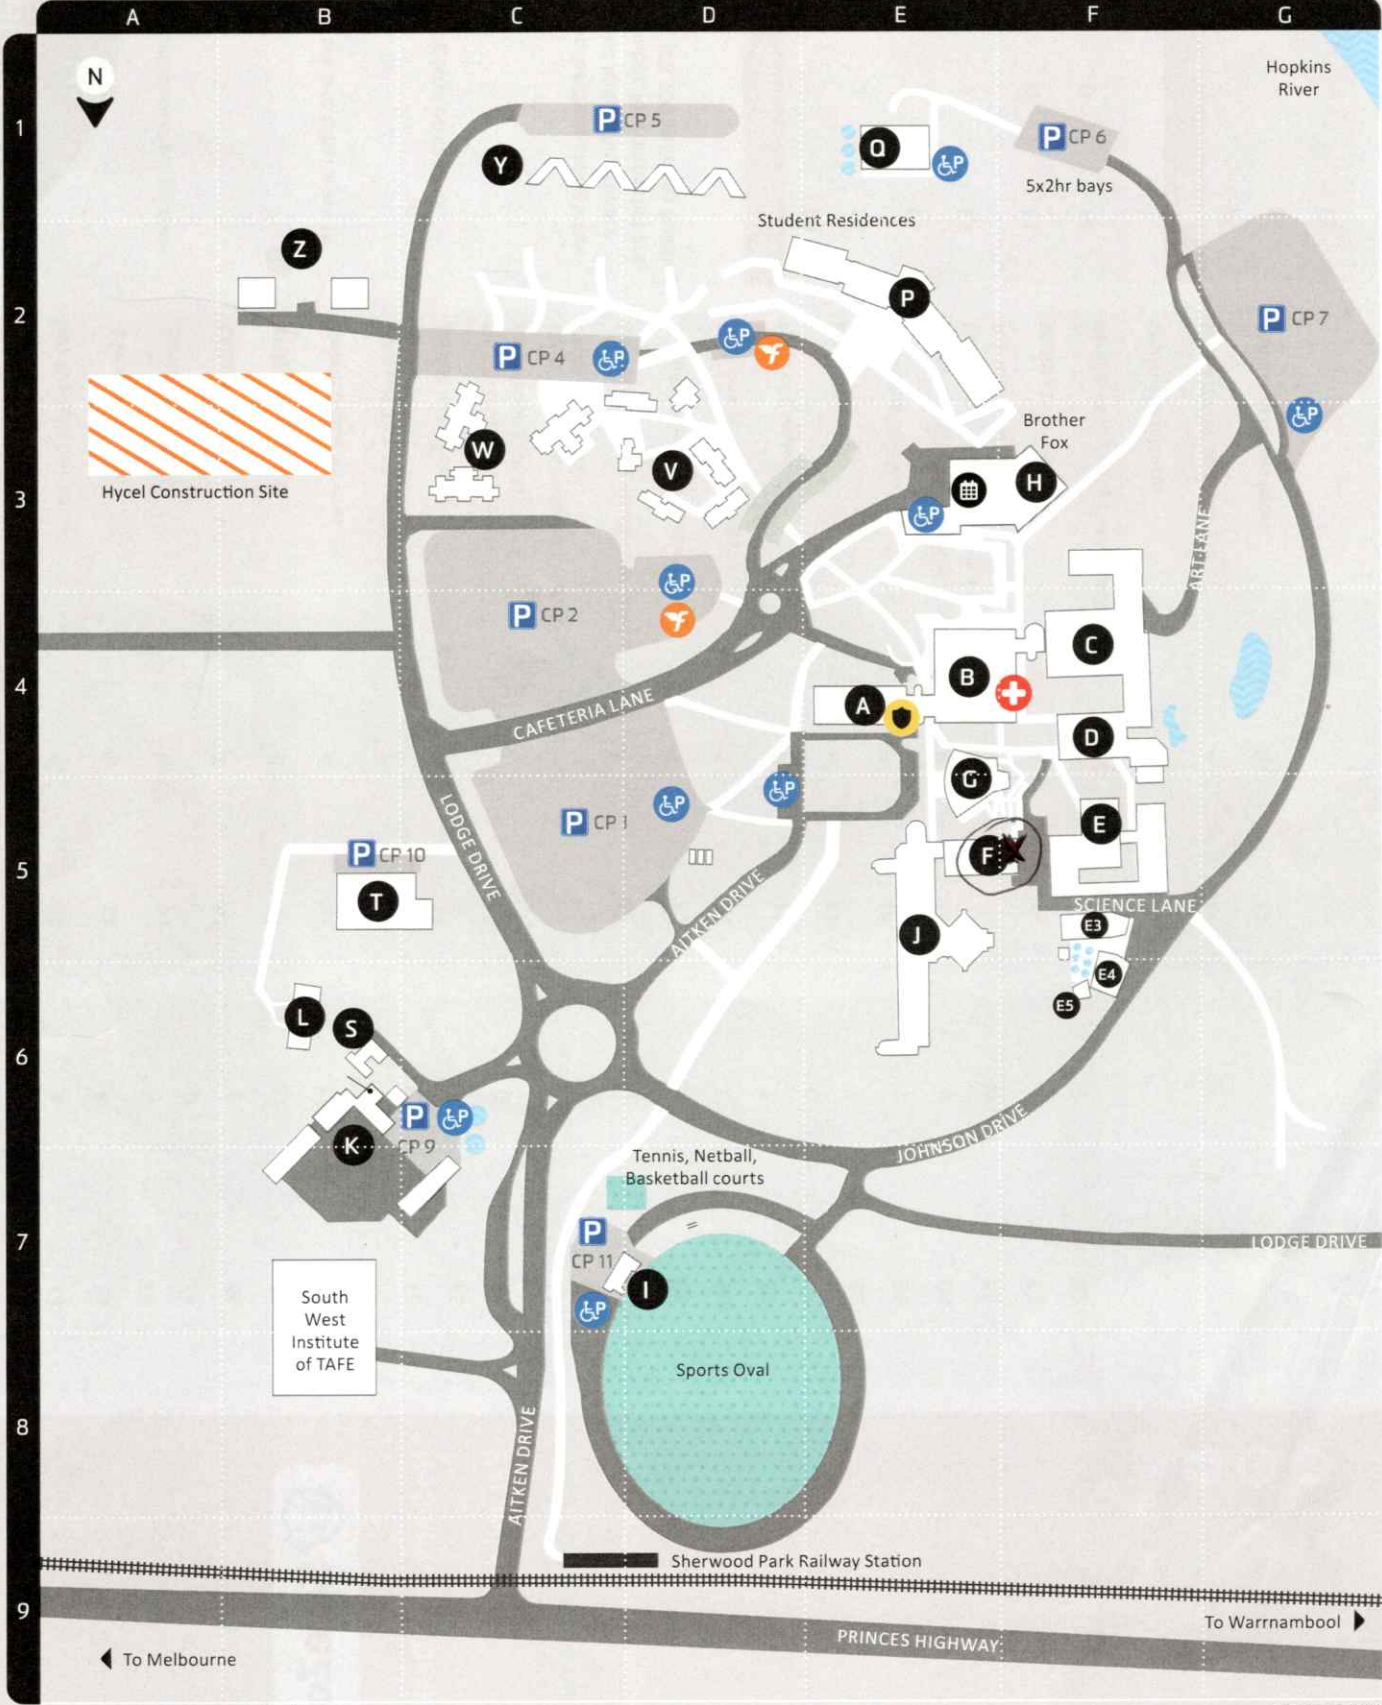 A B C D E F G
N
Hopkins
River
1
P CP 5
P CP 6
Y
Q
P
5x2hr bays
Student Residences
Z
P
2
P CP 7
P
P CP 4
P
P
Brother
Fox
W
V
H
Hycel Construction Site
3
P
ART LANE
P
P CP 2
C
B
4
A
CAFETERIA LANE
D
G
P
P
P CP 1
E
LODGE DRIVE
P CP 10
F X
5
T
AITKEN DRIVE
SCIENCE LANE
E3
J
E4
E5
L
S
6
P
P
CP 9
K
JOHNSON DRIVE
Tennis, Netball,
Basketball courts
7
P
CP 11
LODGE DRIVE
I
P
South
West
Institute
of TAFE
Sports Oval
8
AITKEN DRIVE
Sherwood Park Railway Station
9
To Warrnambool
PRINCES HIGHWAY
To Melbourne